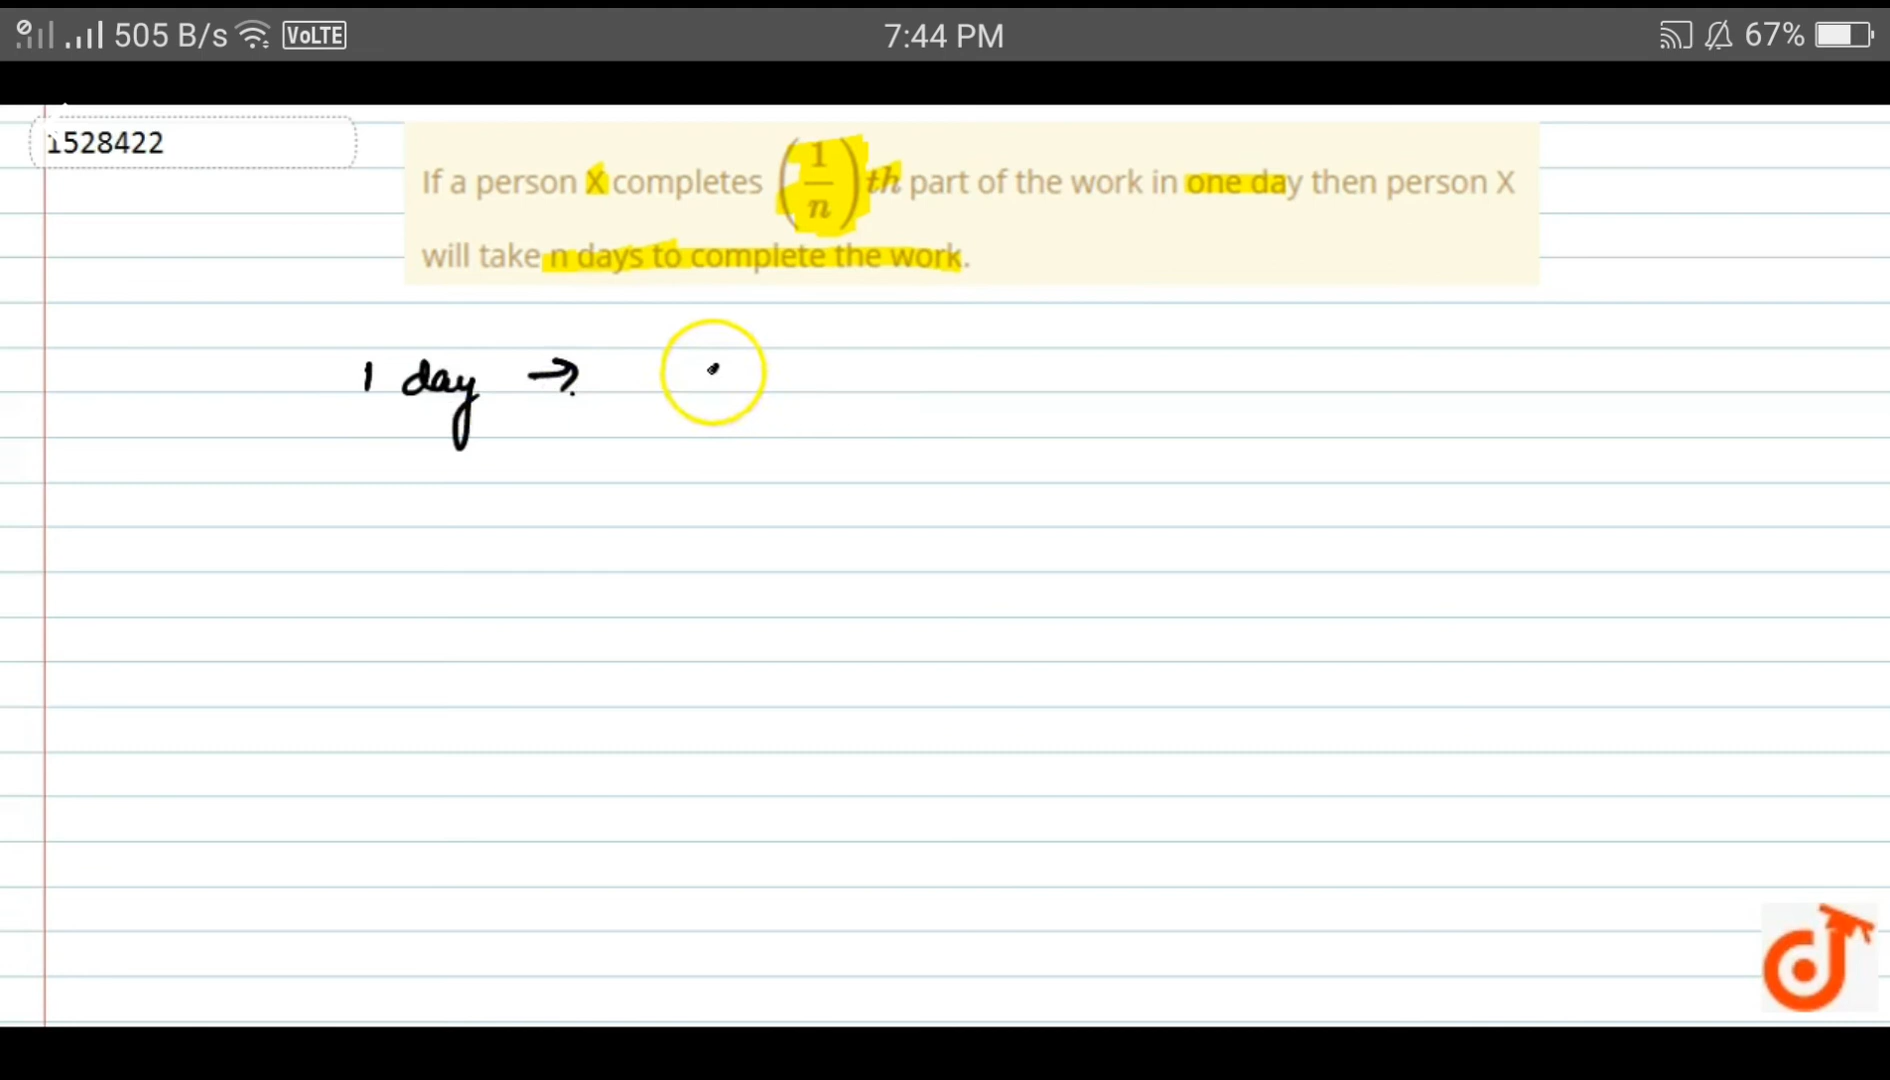 505 B/s VoLTE 7:44 PM 67%
1528422
If a person X completes (1/n)th part of the work in one day then person X
will take n days to complete the work.
1 day →